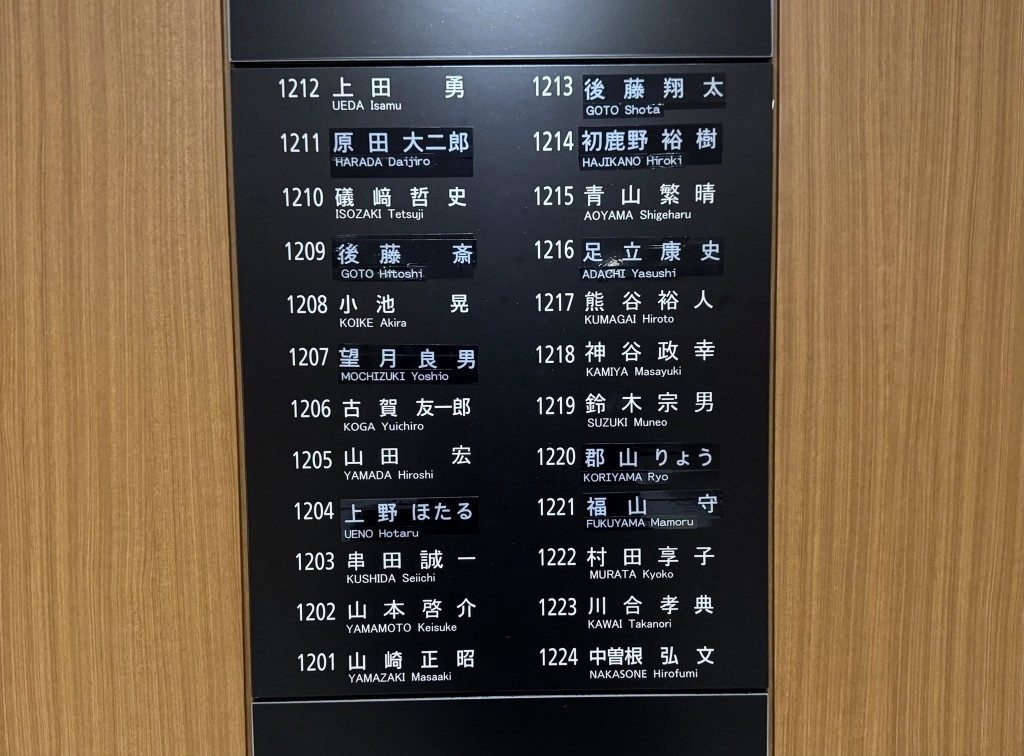 1212 上田 勇
UEDA Isamu
1211 原田 大二郎
HARADA Daijiro
1210 礒﨑 哲史
ISOZAKI Tetsuji
1209 後藤 斎
GOTO Hitoshi
1208 小池 晃
KOIKE Akira
1207 望月 良男
MOCHIZUKI Yoshio
1206 古賀 友一郎
KOGA Yuichiro
1205 山田 宏
YAMADA Hiroshi
1204 上野 ほたる
UENO Hotaru
1203 串田 誠一
KUSHIDA Seiichi
1202 山本 啓介
YAMAMOTO Keisuke
1201 山崎 正昭
YAMAZAKI Masaaki
1213 後藤 翔太
GOTO Shota
1214 初鹿野 裕樹
HAJIKANO Hiroki
1215 青山 繁晴
AOYAMA Shigeharu
1216 足立 康史
ADACHI Yasushi
1217 熊谷 裕人
KUMAGAI Hiroto
1218 神谷 政幸
KAMIYA Masayuki
1219 鈴木 宗男
SUZUKI Muneo
1220 郡山 りょう
KORIYAMA Ryo
1221 福山 守
FUKUYAMA Mamoru
1222 村田 享子
MURATA Kyoko
1223 川合 孝典
KAWAI Takanori
1224 中曽根 弘文
NAKASONE Hirofumi